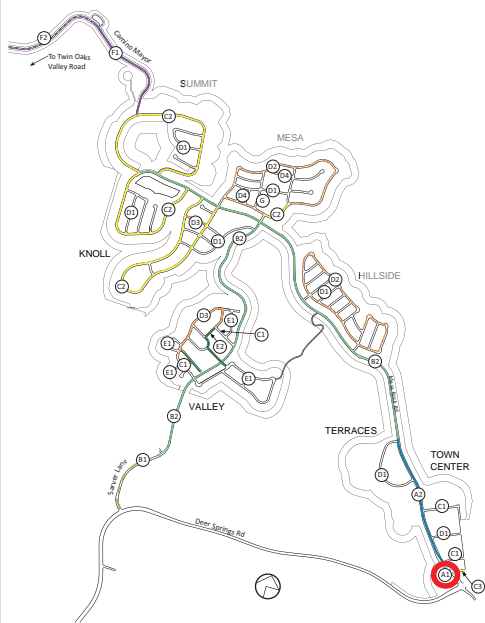 F2
F1
Camino Mayor
To Twin Oaks
Valley Road
SUMMIT
C2
D1
MESA
D2
D4
D1
D4
G
C2
C2
D1
D3
D1
B2
KNOLL
C2
HILLSIDE
D2
D1
D3
E1
C1
E2
E1
C1
E1
E1
B2
VALLEY
B2
B1
Sarver Lane
TERRACES
TOWN
CENTER
D1
A2
C1
D1
C1
A1
C3
Deer Springs Rd